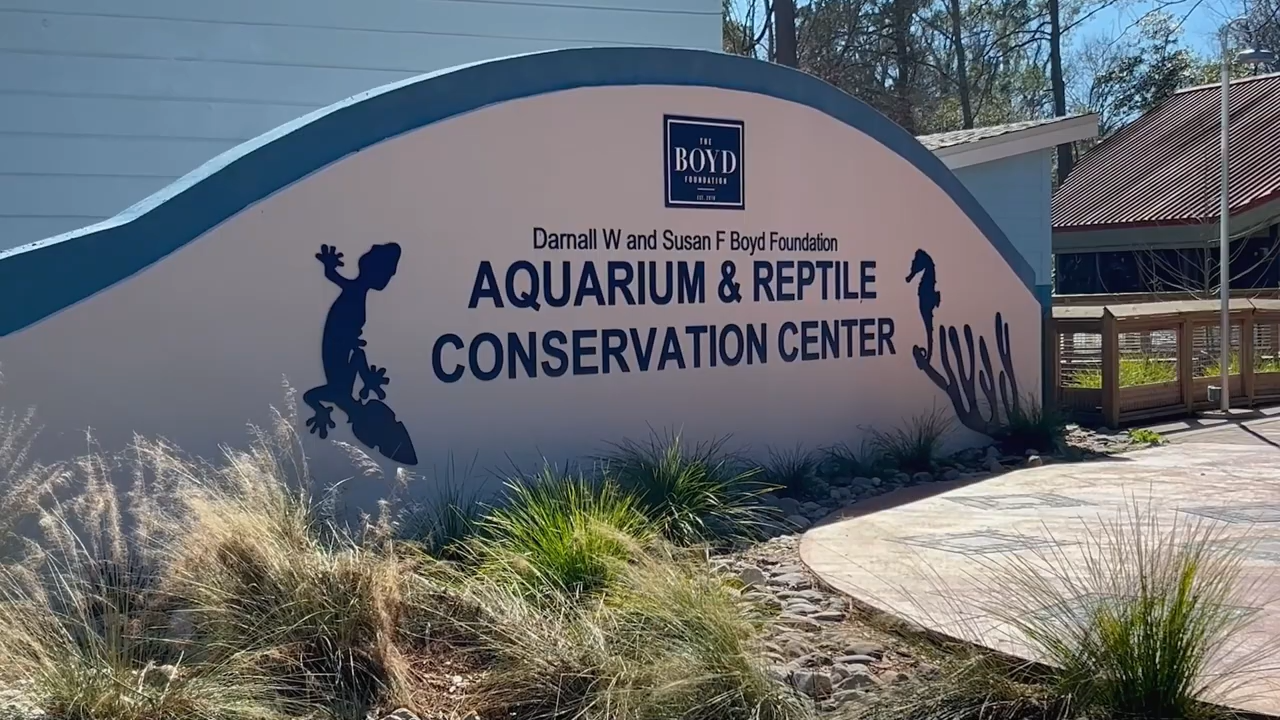 THE
BOYD
FOUNDATION
Darnall W and Susan F Boyd Foundation
AQUARIUM & REPTILE
CONSERVATION CENTER